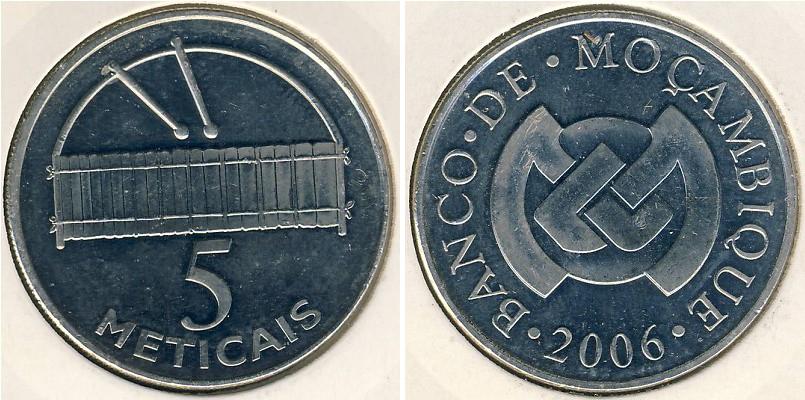 5
METICAIS
BANCO · DE · MOÇAMBIQUE
· 2006 ·